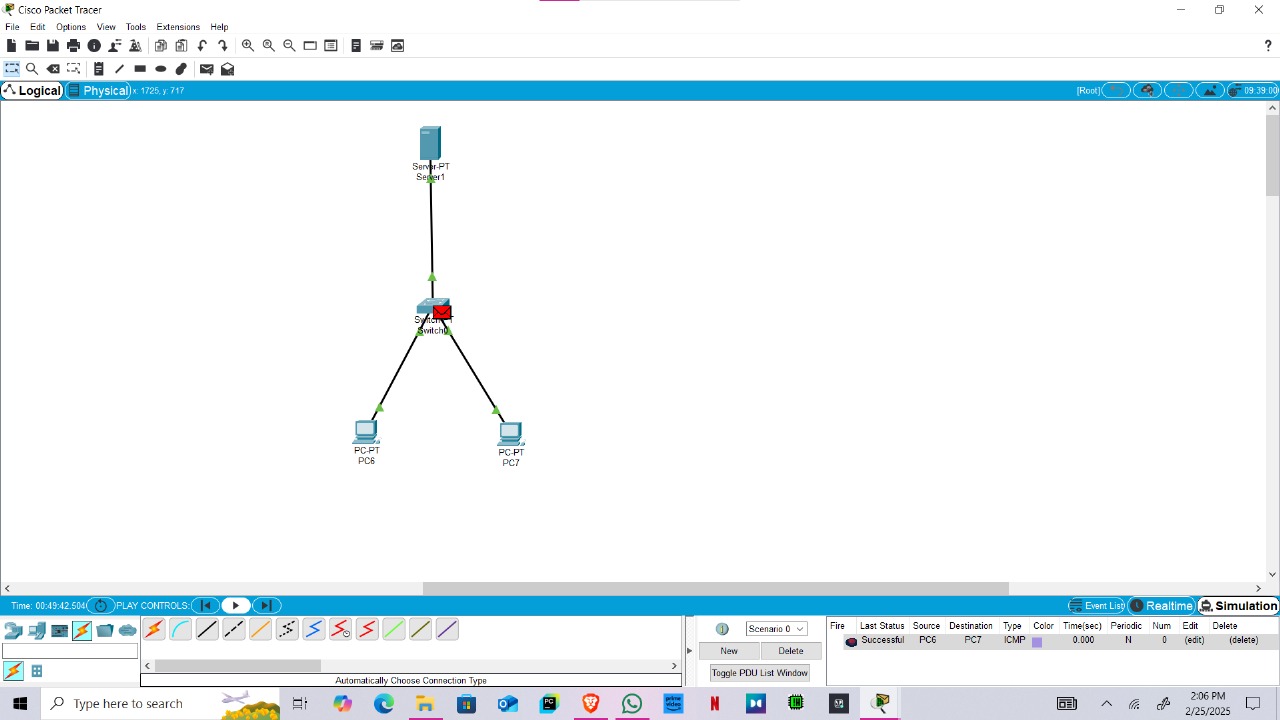 Cisco Packet Tracer
File Edit Options View Tools Extensions Help
?
Logical Physical x: 1725, y: 717 [Root] 09:39:00
Server-PT
Server1
Switch0
PC-PT
PC6
PC-PT
PC7
Time: 00:49:42.504 PLAY CONTROLS: Event List Realtime Simulation
Scenario 0
New Delete
Toggle PDU List Window
Fire Last Status Source Destination Type Color Time(sec) Periodic Num Edit Delete
Successful PC6 PC7 ICMP 0.000 N 0 (edit) (delete)
Automatically Choose Connection Type
Type here to search
2:06 PM
2/25/2025